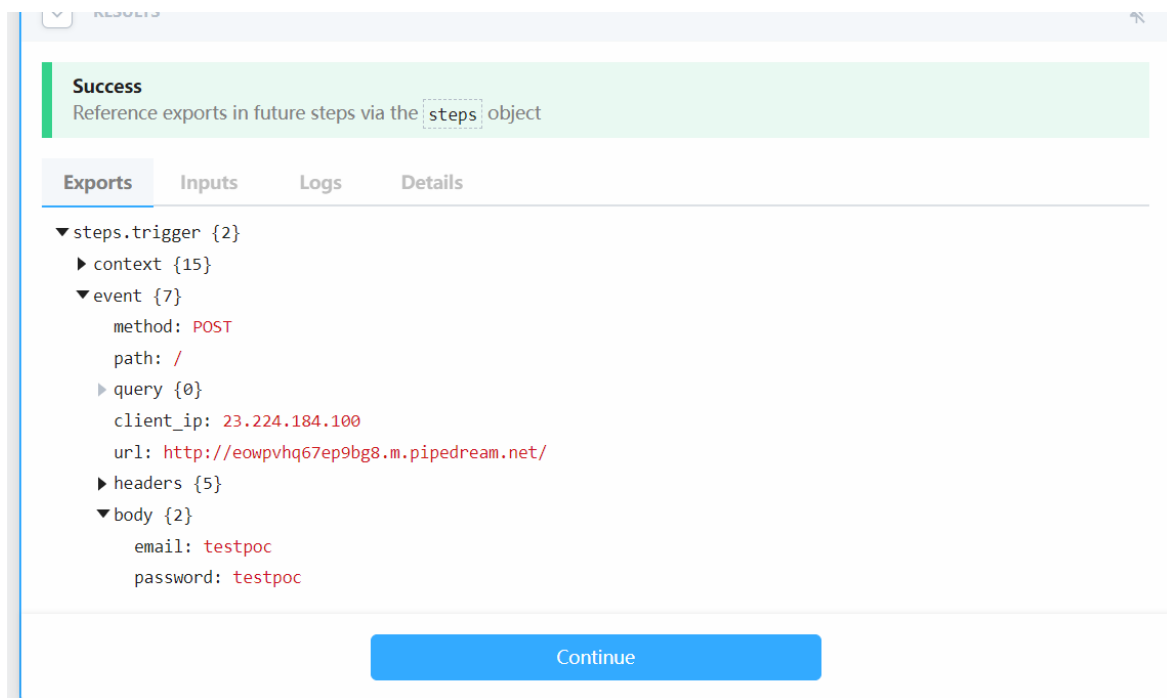 RESULTS
Success
Reference exports in future steps via the steps object
Exports Inputs Logs Details
steps.trigger {2}
context {15}
event {7}
method: POST
path: /
query {0}
client_ip: 23.224.184.100
url: http://eowpvhq67ep9bg8.m.pipedream.net/
headers {5}
body {2}
email: testpoc
password: testpoc
Continue